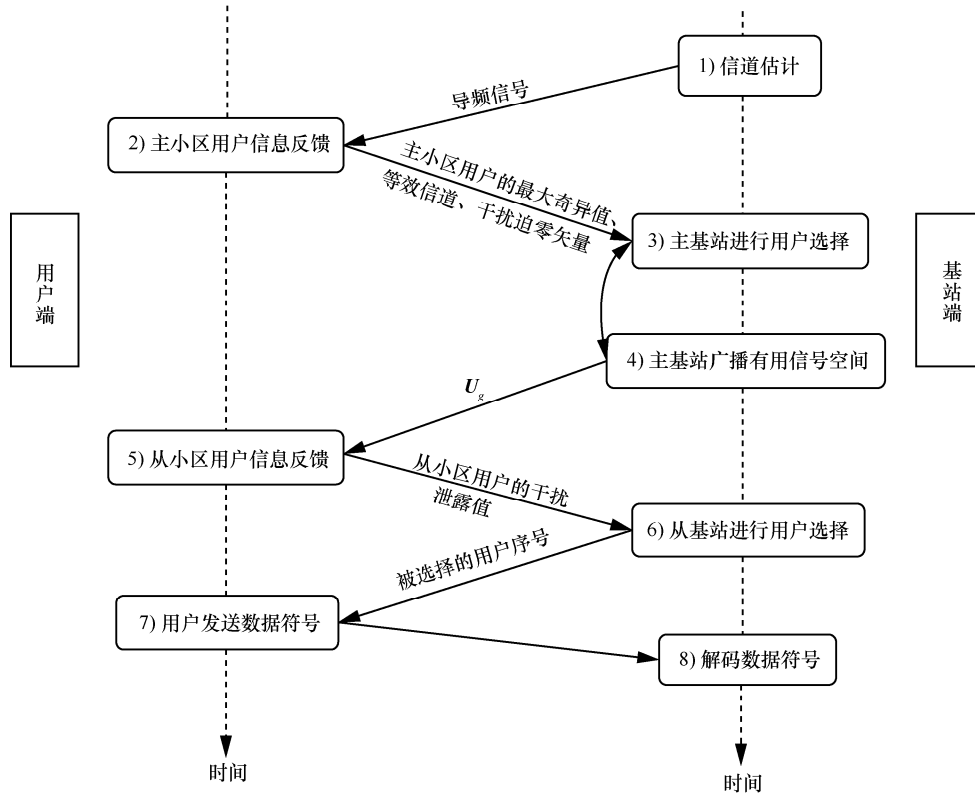 1) 信道估计
导频信号
2) 主小区用户信息反馈
主小区用户的最大奇异值、
等效信道、干扰迫零矢量
3) 主基站进行用户选择
用户端
基站端
4) 主基站广播有用信号空间
Ug
5) 从小区用户信息反馈
从小区用户的干扰
泄露值
6) 从基站进行用户选择
被选择的用户序号
7) 用户发送数据符号
8) 解码数据符号
时间
时间